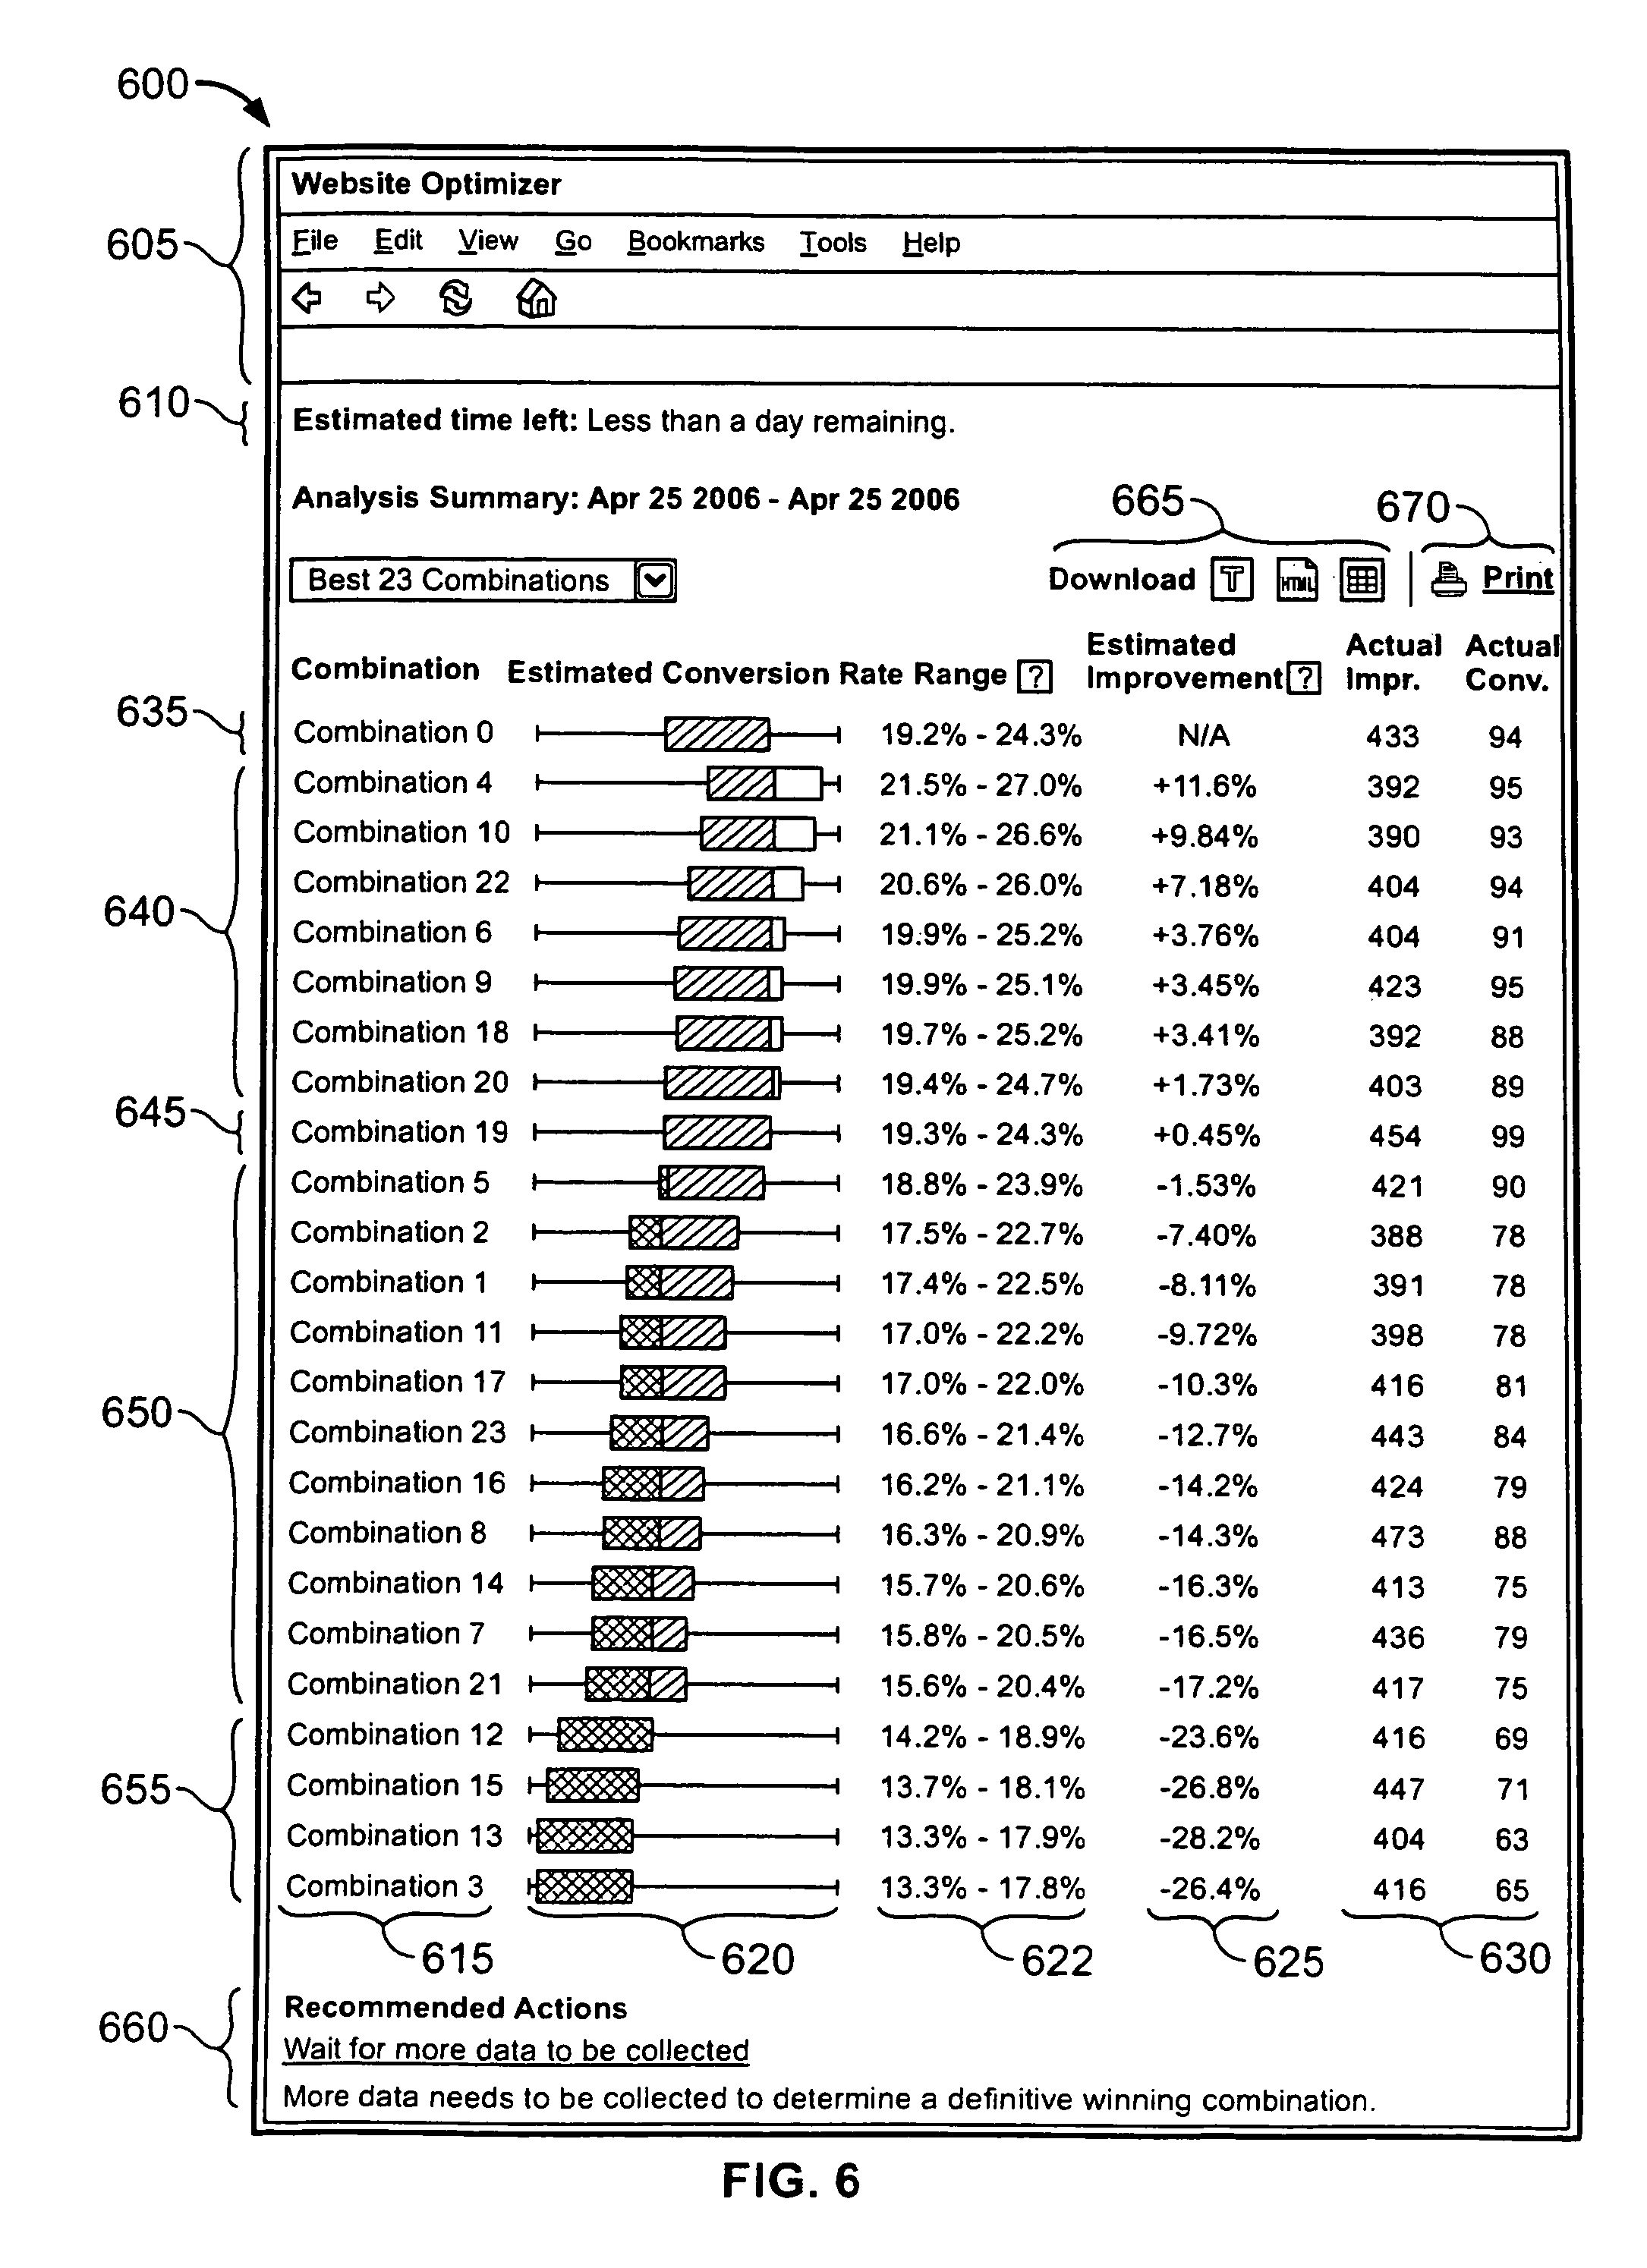 600
605
Website Optimizer
File Edit View Go Bookmarks Tools Help
610
Estimated time left: Less than a day remaining.
Analysis Summary: Apr 25 2006 - Apr 25 2006
665 670
Best 23 Combinations Download T HTML Print
Combination Estimated Conversion Rate Range ? Estimated Improvement ? Actual Impr. Actual Conv.
635
Combination 0 19.2% - 24.3% N/A 433 94
Combination 4 21.5% - 27.0% +11.6% 392 95
Combination 10 21.1% - 26.6% +9.84% 390 93
Combination 22 20.6% - 26.0% +7.18% 404 94
640
Combination 6 19.9% - 25.2% +3.76% 404 91
Combination 9 19.9% - 25.1% +3.45% 423 95
Combination 18 19.7% - 25.2% +3.41% 392 88
Combination 20 19.4% - 24.7% +1.73% 403 89
645
Combination 19 19.3% - 24.3% +0.45% 454 99
Combination 5 18.8% - 23.9% -1.53% 421 90
Combination 2 17.5% - 22.7% -7.40% 388 78
Combination 1 17.4% - 22.5% -8.11% 391 78
Combination 11 17.0% - 22.2% -9.72% 398 78
Combination 17 17.0% - 22.0% -10.3% 416 81
650
Combination 23 16.6% - 21.4% -12.7% 443 84
Combination 16 16.2% - 21.1% -14.2% 424 79
Combination 8 16.3% - 20.9% -14.3% 473 88
Combination 14 15.7% - 20.6% -16.3% 413 75
Combination 7 15.8% - 20.5% -16.5% 436 79
Combination 21 15.6% - 20.4% -17.2% 417 75
Combination 12 14.2% - 18.9% -23.6% 416 69
655
Combination 15 13.7% - 18.1% -26.8% 447 71
Combination 13 13.3% - 17.9% -28.2% 404 63
Combination 3 13.3% - 17.8% -26.4% 416 65
615 620 622 625 630
660
Recommended Actions
Wait for more data to be collected
More data needs to be collected to determine a definitive winning combination.
FIG. 6